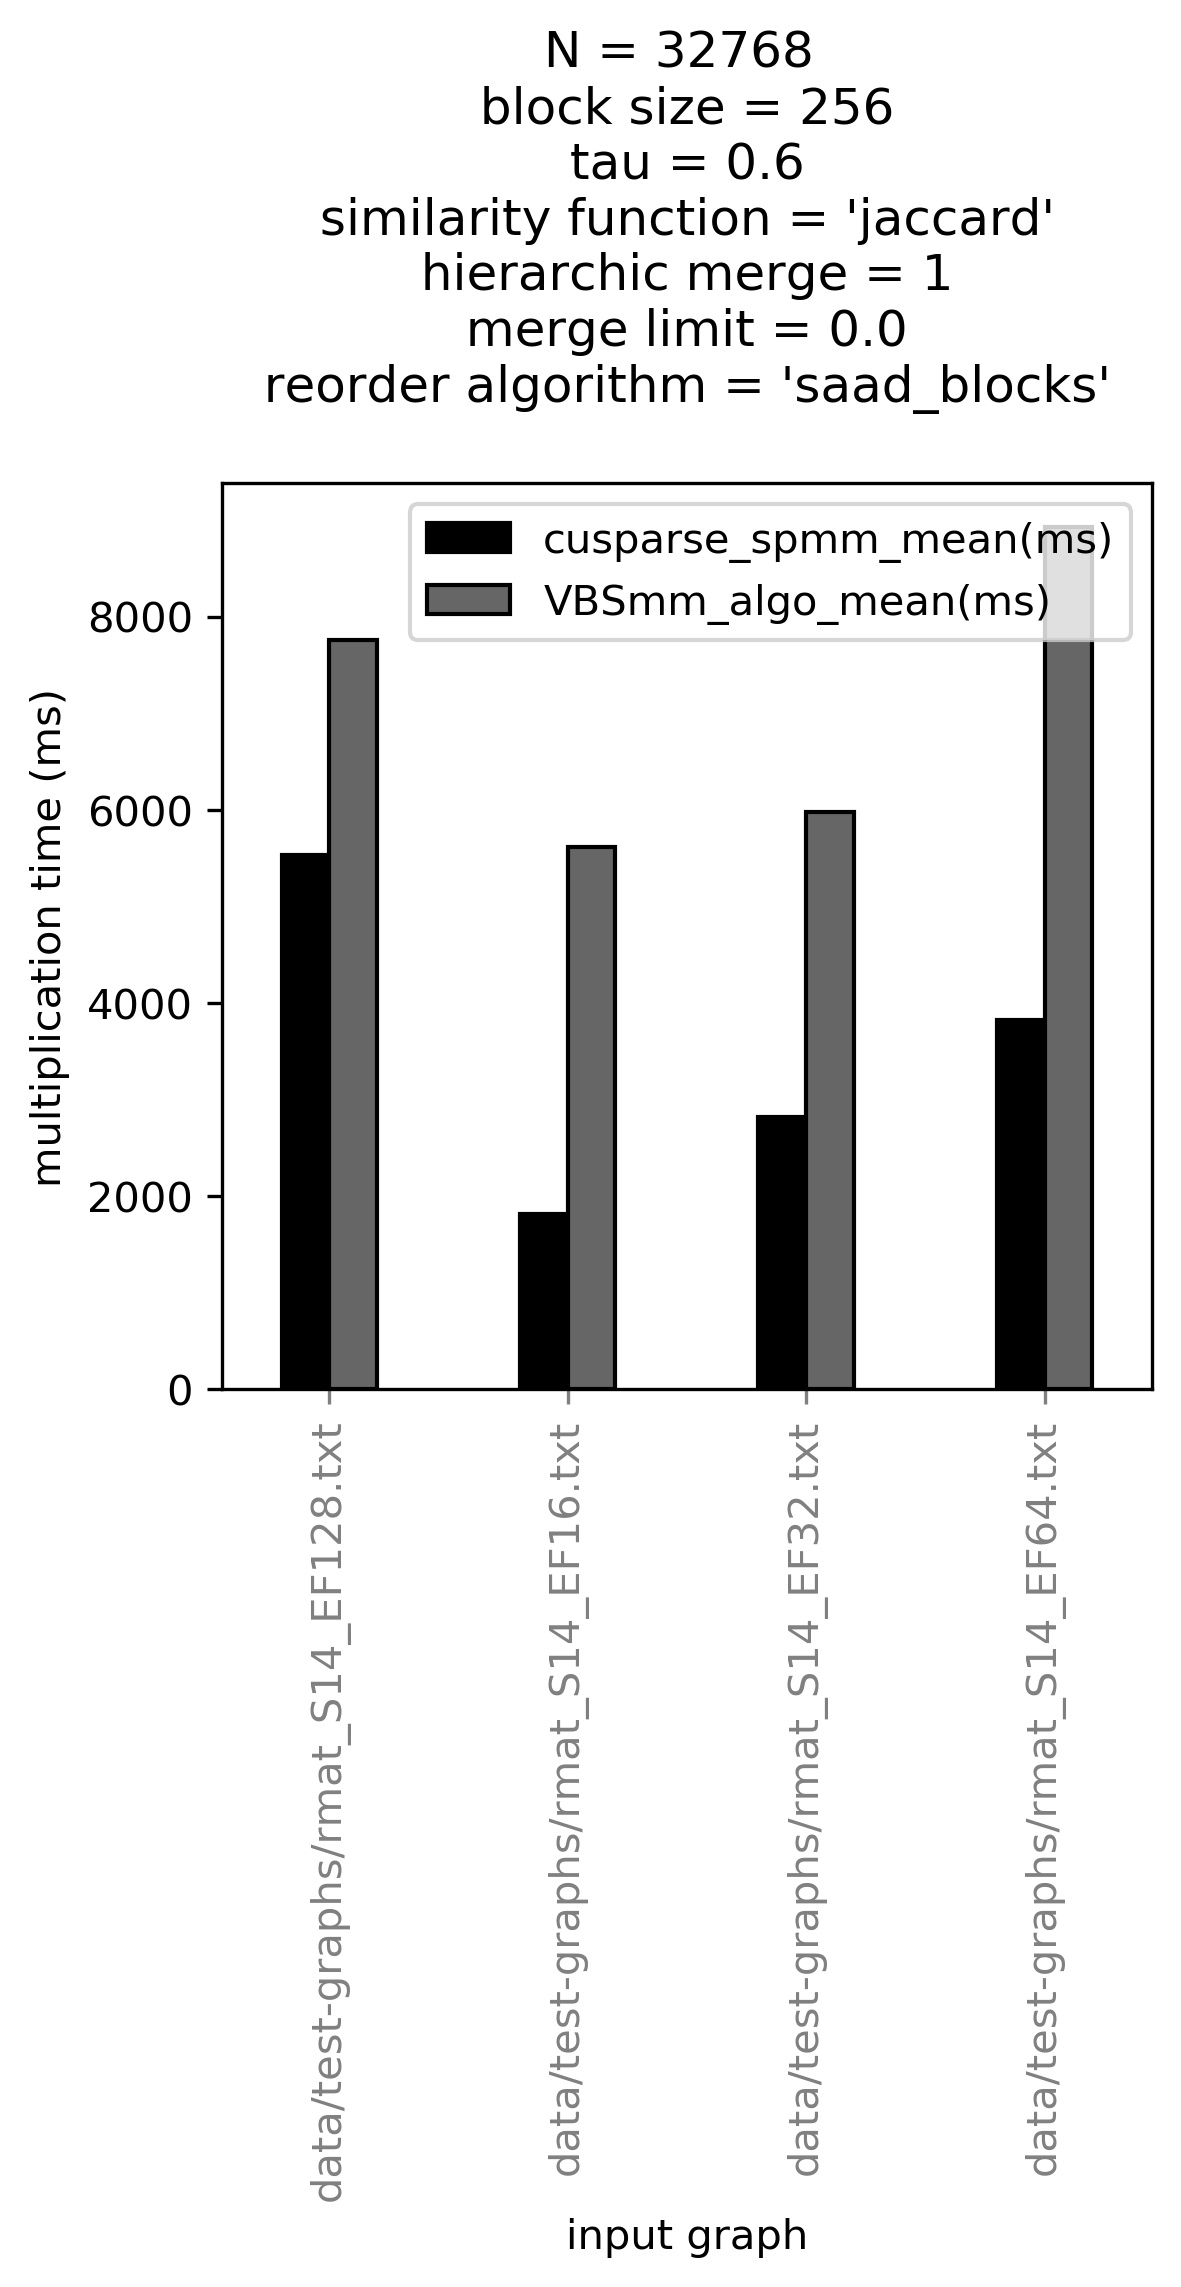 N = 32768
block size = 256
tau = 0.6
similarity function = 'jaccard'
hierarchic merge = 1
merge limit = 0.0
reorder algorithm = 'saad_blocks'
cusparse_spmm_mean(ms)
VBSmm_algo_mean(ms)
multiplication time (ms)
8000
6000
4000
2000
0
data/test-graphs/rmat_S14_EF128.txt
data/test-graphs/rmat_S14_EF16.txt
data/test-graphs/rmat_S14_EF32.txt
data/test-graphs/rmat_S14_EF64.txt
input graph